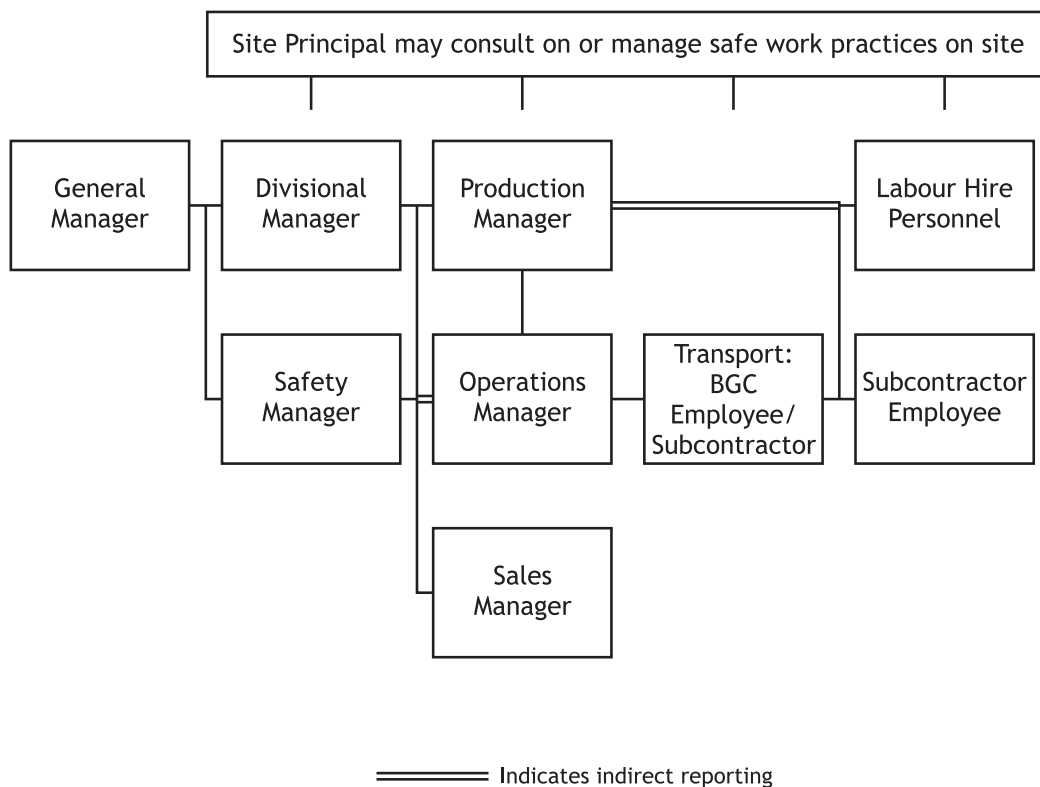 Site Principal may consult on or manage safe work practices on site
General
Manager
Divisional
Manager
Production
Manager
Labour Hire
Personnel
Safety
Manager
Operations
Manager
Transport:
BGC
Employee/
Subcontractor
Subcontractor
Employee
Sales
Manager
Indicates indirect reporting